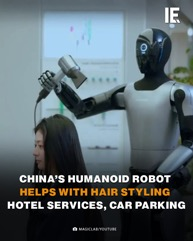 IE
CHINA'S HUMANOID ROBOT
HELPS WITH HAIR STYLING
HOTEL SERVICES, CAR PARKING
MAGICLAB/YOUTUBE